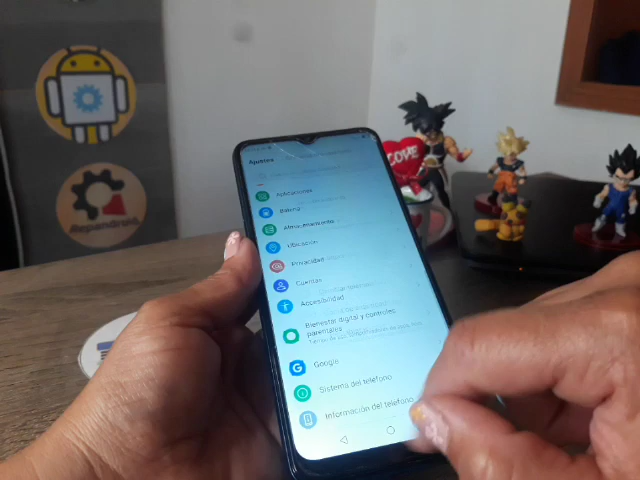 Ajustes
Aplicaciones
Batería
Almacenamiento
Ubicación
Privacidad
Cuentas
Accesibilidad
Bienestar digital y controles
parentales
Google
Sistema del teléfono
Información del teléfono
LOVE
Repandroid